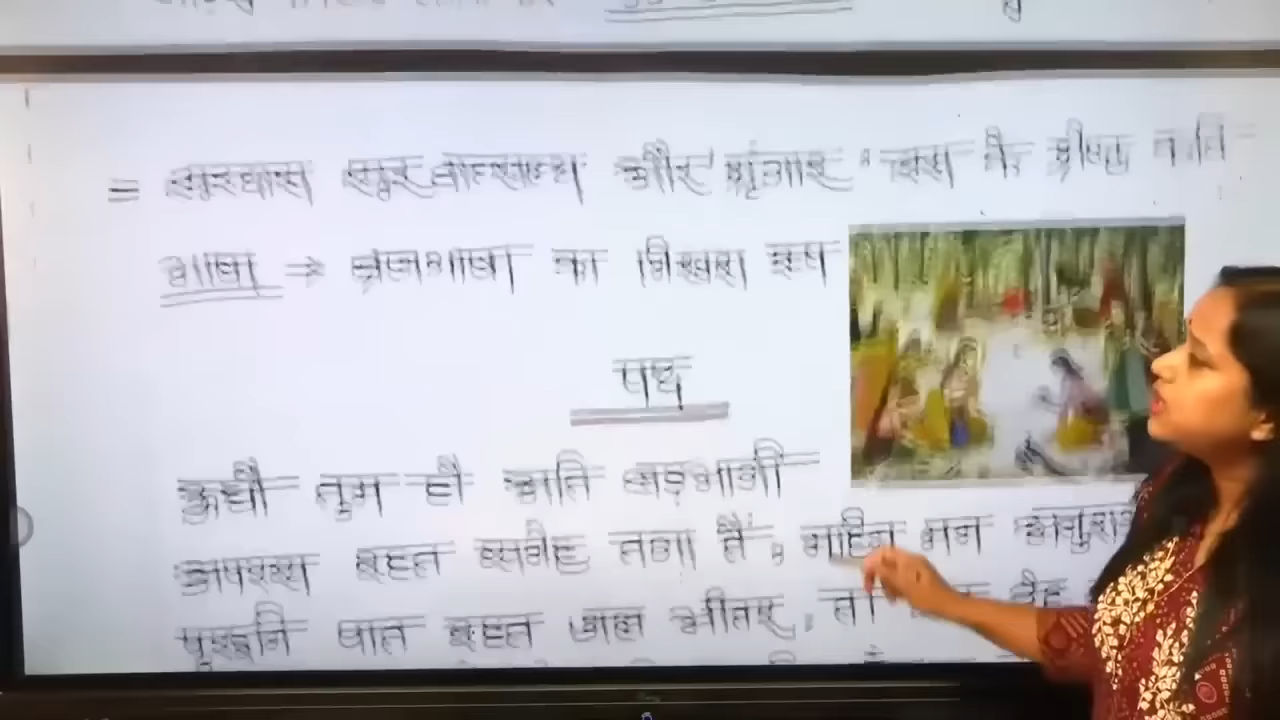 = सूरदास सूर वात्सल्य और श्रृंगार रस के श्रेष्ठ कवि
भाषा ⇒ ब्रजभाषा का निखरा रूप
पद
ऊधौ तुम हौ अति बड़भागी
अपरस रहत सनेह तगा तैं, नाहिन मन अनुरा
पुरइनि पात रहत जल भीतर, ता देह